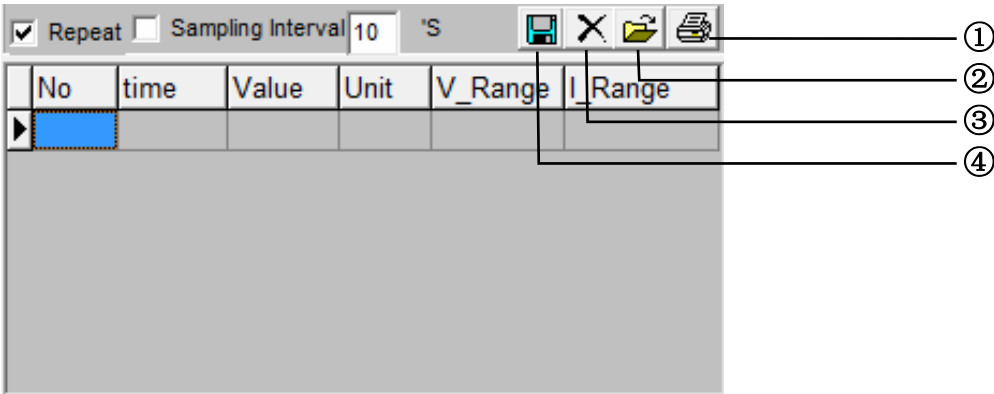 Repeat Sampling Interval 10 'S
①
②
③
④
No time Value Unit V_Range I_Range